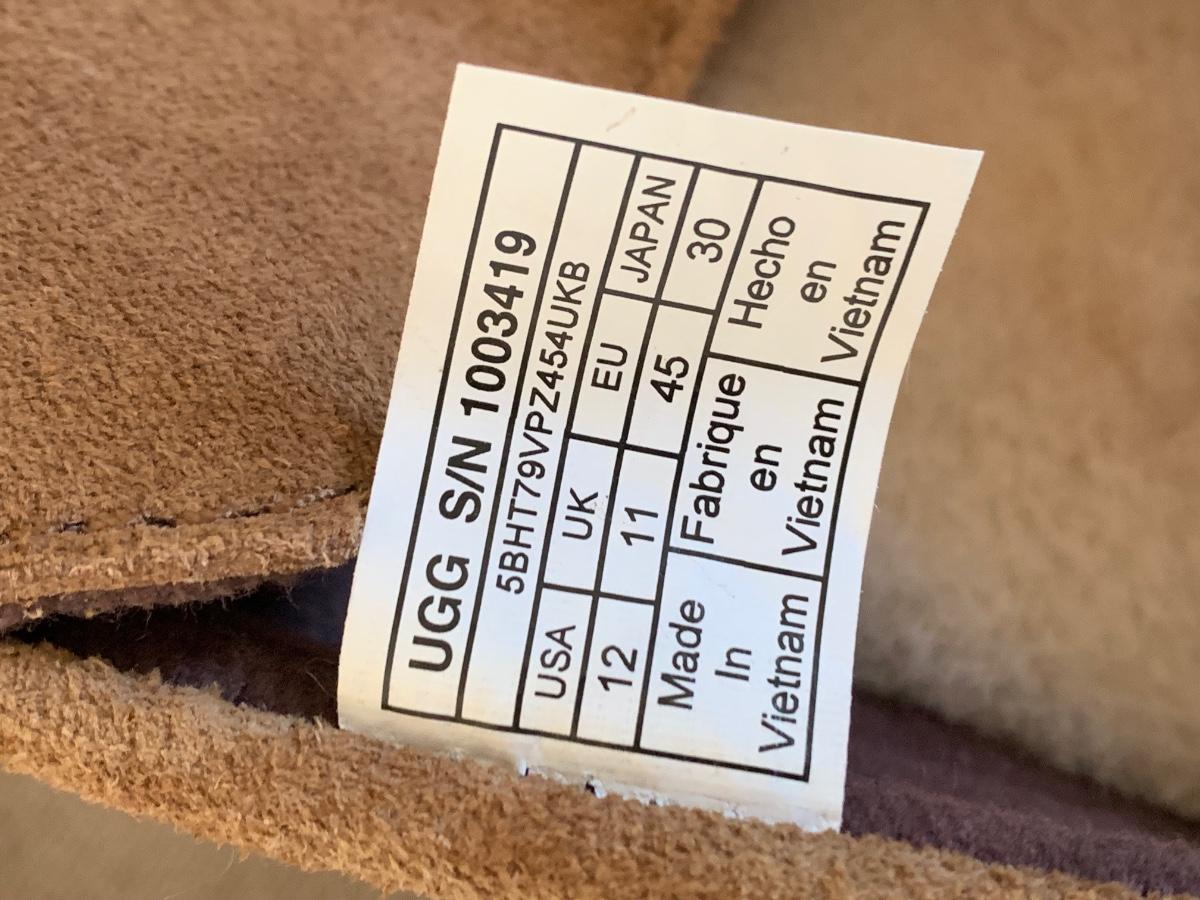 UGG S/N 1003419
5BHT79VPZ454UKB
USA UK EU JAPAN
12 11 45 30
Made In Vietnam
Fabrique en Vietnam
Hecho en Vietnam